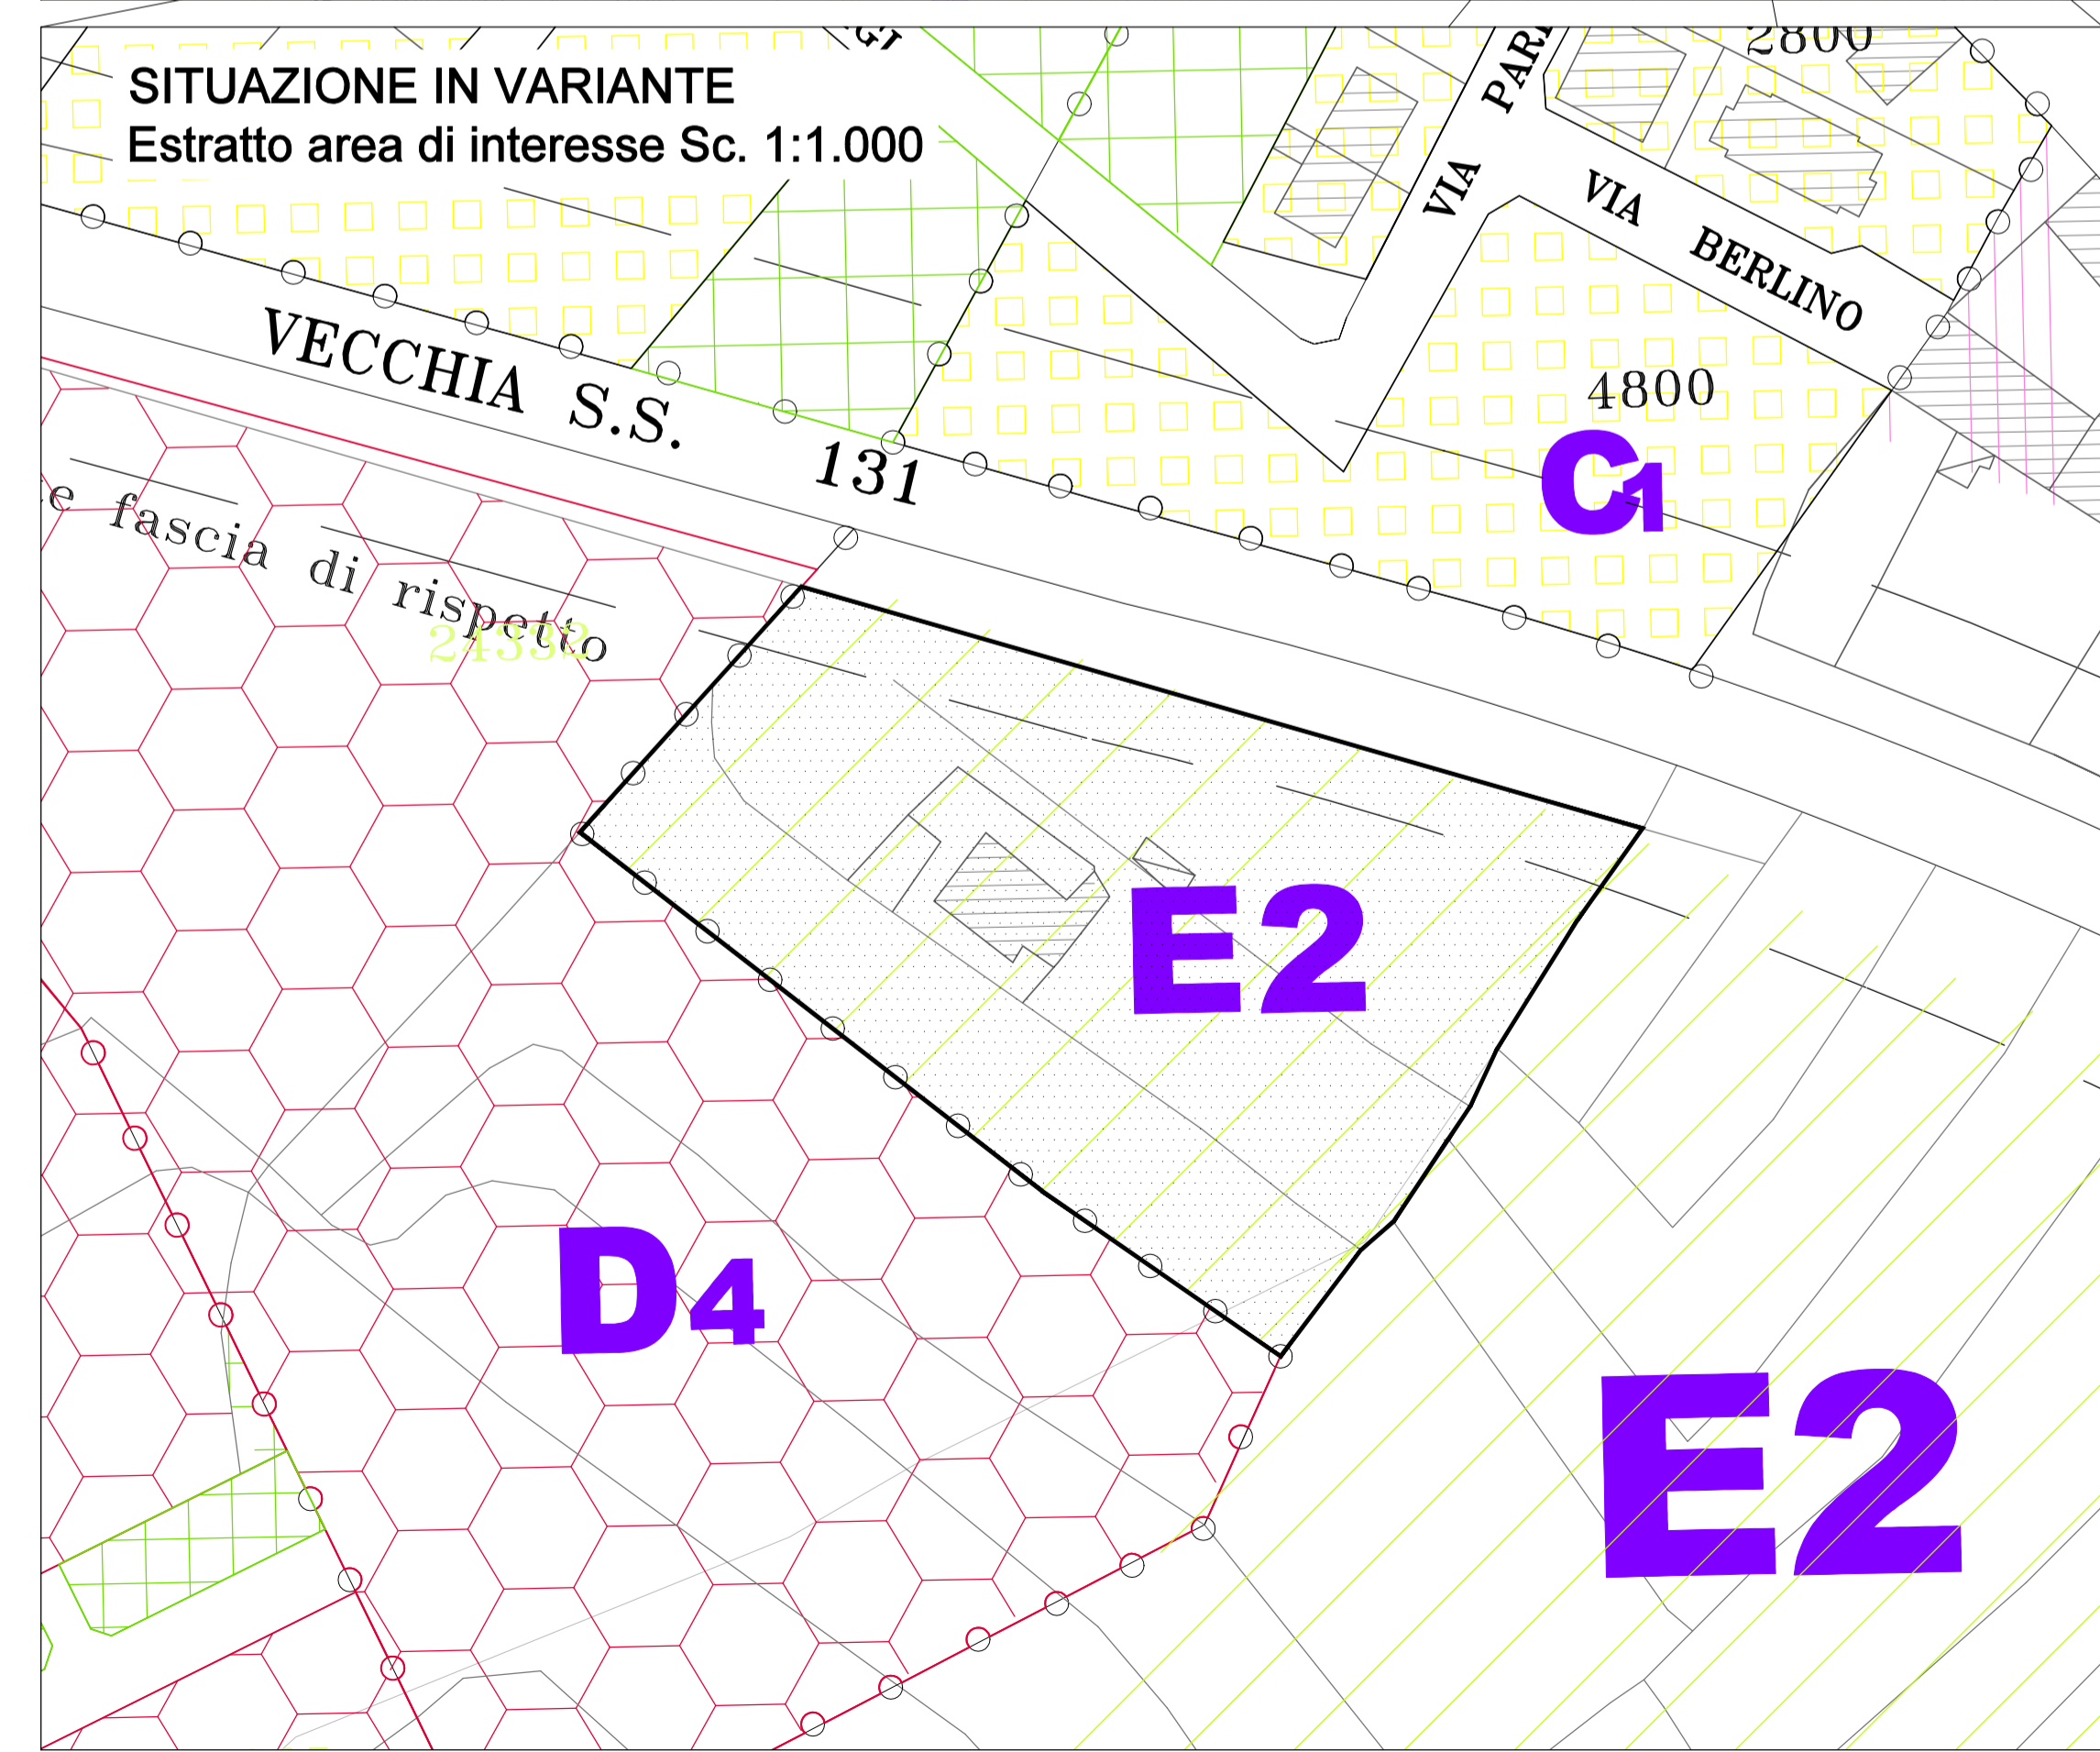 SITUAZIONE IN VARIANTE
Estratto area di interesse Sc. 1:1.000
2800
VIA
VIA BERLINO
VECCHIA S.S. 131
4800
C1
e fascia di rispetto
24332
E2
D4
E2